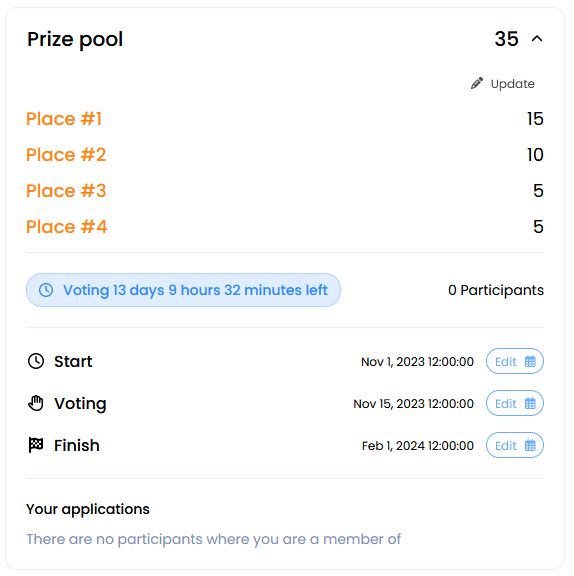 Prize pool 35
Update
Place #1 15
Place #2 10
Place #3 5
Place #4 5
Voting 13 days 9 hours 32 minutes left 0 Participants
Start Nov 1, 2023 12:00:00 Edit
Voting Nov 15, 2023 12:00:00 Edit
Finish Feb 1, 2024 12:00:00 Edit
Your applications
There are no participants where you are a member of